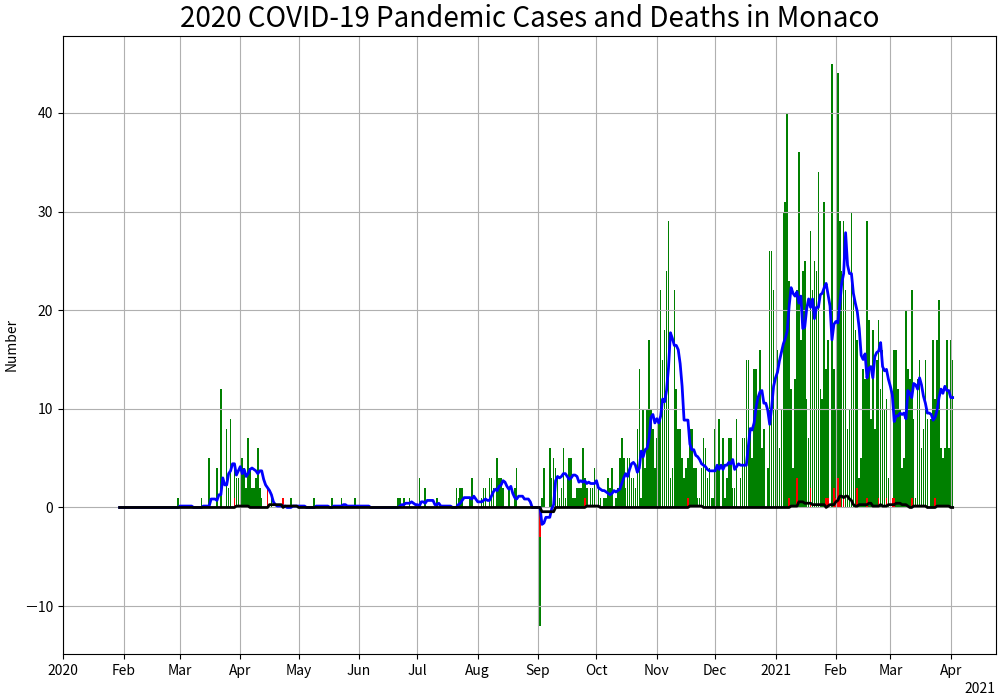 2020 COVID-19 Pandemic Cases and Deaths in Monaco
Number
40
30
20
10
0
−10
2020 Feb Mar Apr May Jun Jul Aug Sep Oct Nov Dec 2021 Feb Mar Apr
2021